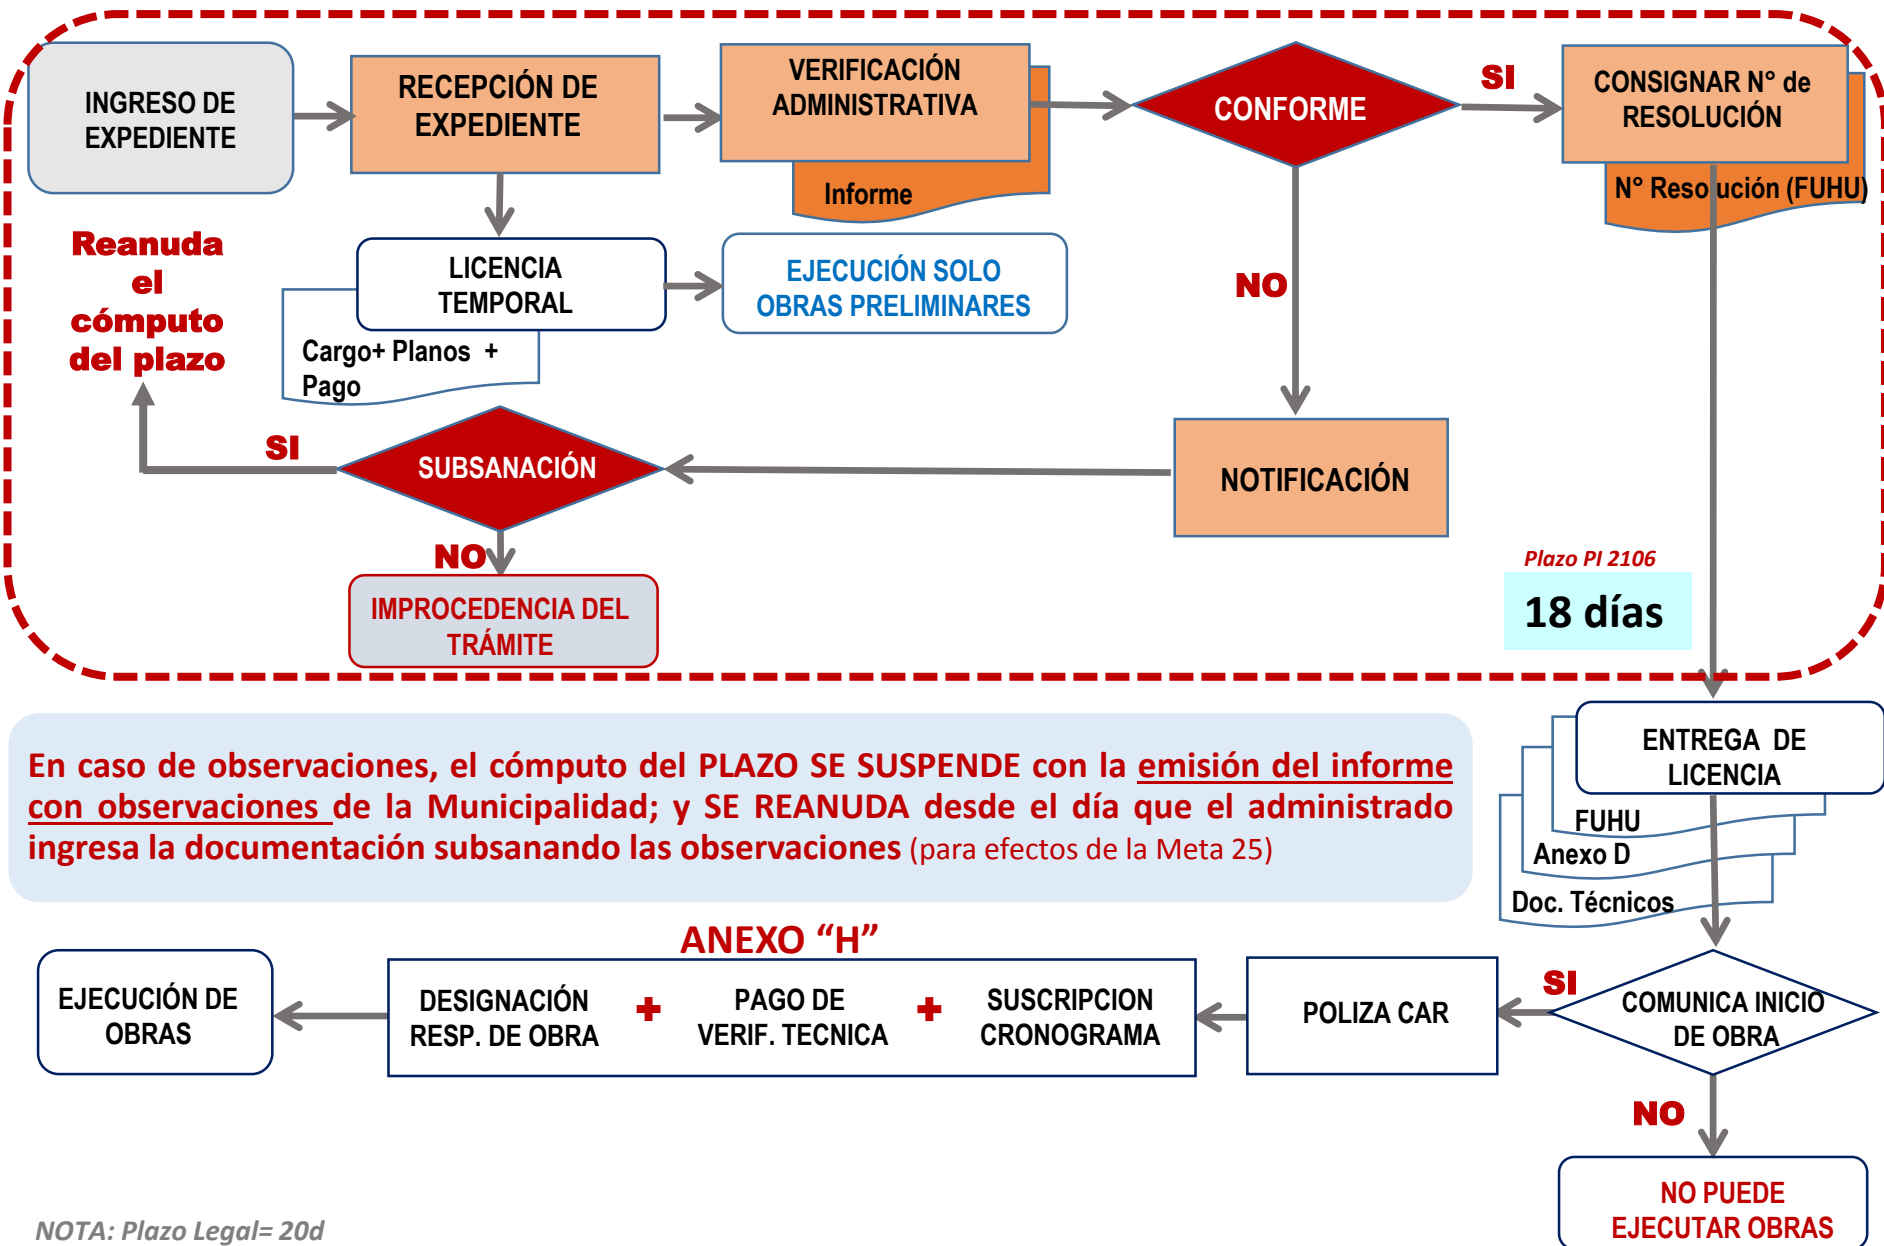 INGRESO DE
EXPEDIENTE
RECEPCIÓN DE
EXPEDIENTE
VERIFICACIÓN
ADMINISTRATIVA
Informe
CONFORME
SI
CONSIGNAR N° de
RESOLUCIÓN
N° Resolución (FUHU)
Reanuda
el
cómputo
del plazo
LICENCIA
TEMPORAL
Cargo+ Planos +
Pago
EJECUCIÓN SOLO
OBRAS PRELIMINARES
NO
SI
SUBSANACIÓN
NOTIFICACIÓN
NO
IMPROCEDENCIA DEL
TRÁMITE
Plazo PI 2106
18 días
En caso de observaciones, el cómputo del PLAZO SE SUSPENDE con la emisión del informe
con observaciones de la Municipalidad; y SE REANUDA desde el día que el administrado
ingresa la documentación subsanando las observaciones (para efectos de la Meta 25)
ENTREGA DE
LICENCIA
FUHU
Anexo D
Doc. Técnicos
ANEXO “H”
EJECUCIÓN DE
OBRAS
DESIGNACIÓN
RESP. DE OBRA
+
PAGO DE
VERIF. TECNICA
+
SUSCRIPCION
CRONOGRAMA
POLIZA CAR
SI
COMUNICA INICIO
DE OBRA
NO
NO PUEDE
EJECUTAR OBRAS
NOTA: Plazo Legal= 20d